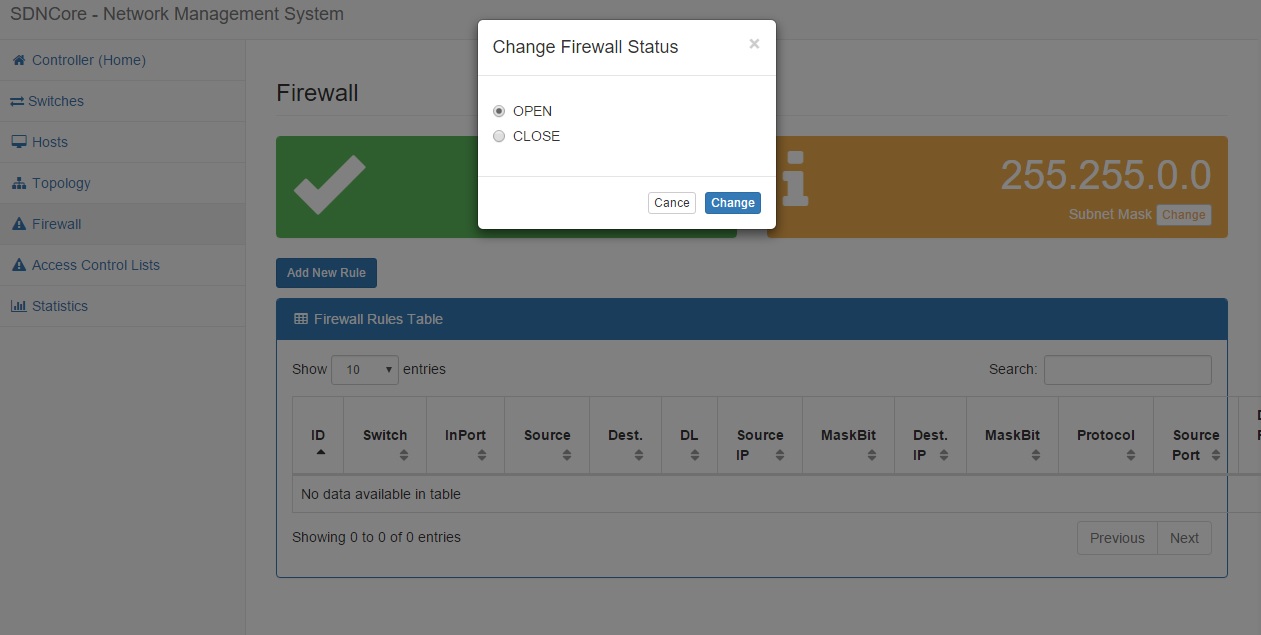 SDNCore - Network Management System
Change Firewall Status
×
OPEN
CLOSE
Cance
Change
Controller (Home)
Switches
Hosts
Topology
Firewall
Access Control Lists
Statistics
Firewall
255.255.0.0
Subnet Mask Change
Add New Rule
Firewall Rules Table
Show 10 entries
Search:
ID Switch InPort Source Dest. DL Source IP MaskBit Dest. IP MaskBit Protocol Source Port
No data available in table
Showing 0 to 0 of 0 entries
Previous Next